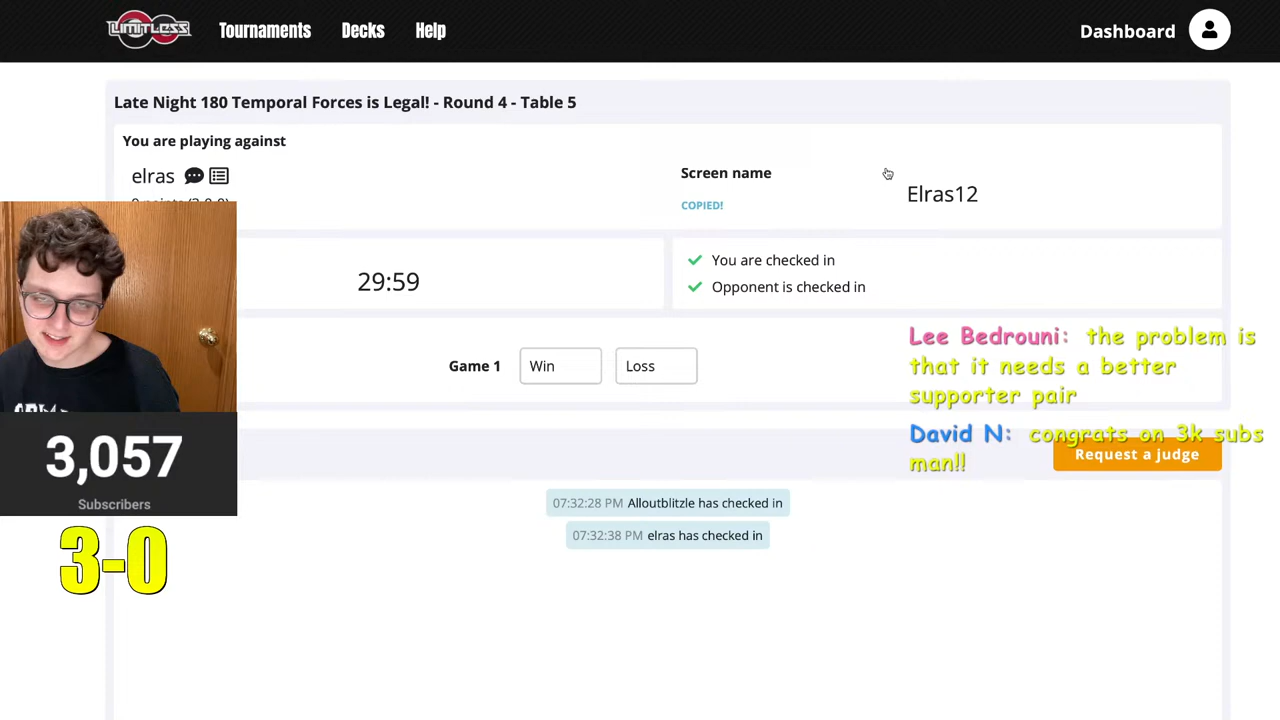 LIMITLESS
Tournaments
Decks
Help
Dashboard
Late Night 180 Temporal Forces is Legal! - Round 4 - Table 5
You are playing against
elras
Screen name
Elras12
COPIED!
29:59
You are checked in
Opponent is checked in
Game 1
Win
Loss
Lee Bedrouni: the problem is
that it needs a better
supporter pair
David N: congrats on 3k subs
man!!
Request a judge
3,057
Subscribers
3-0
07:32:28 PM Alloutblitzle has checked in
07:32:38 PM elras has checked in